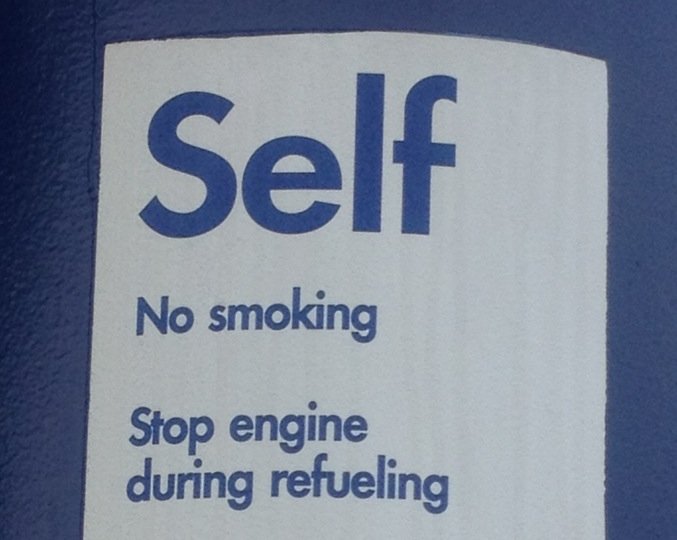 Self
No smoking
Stop engine
during refueling